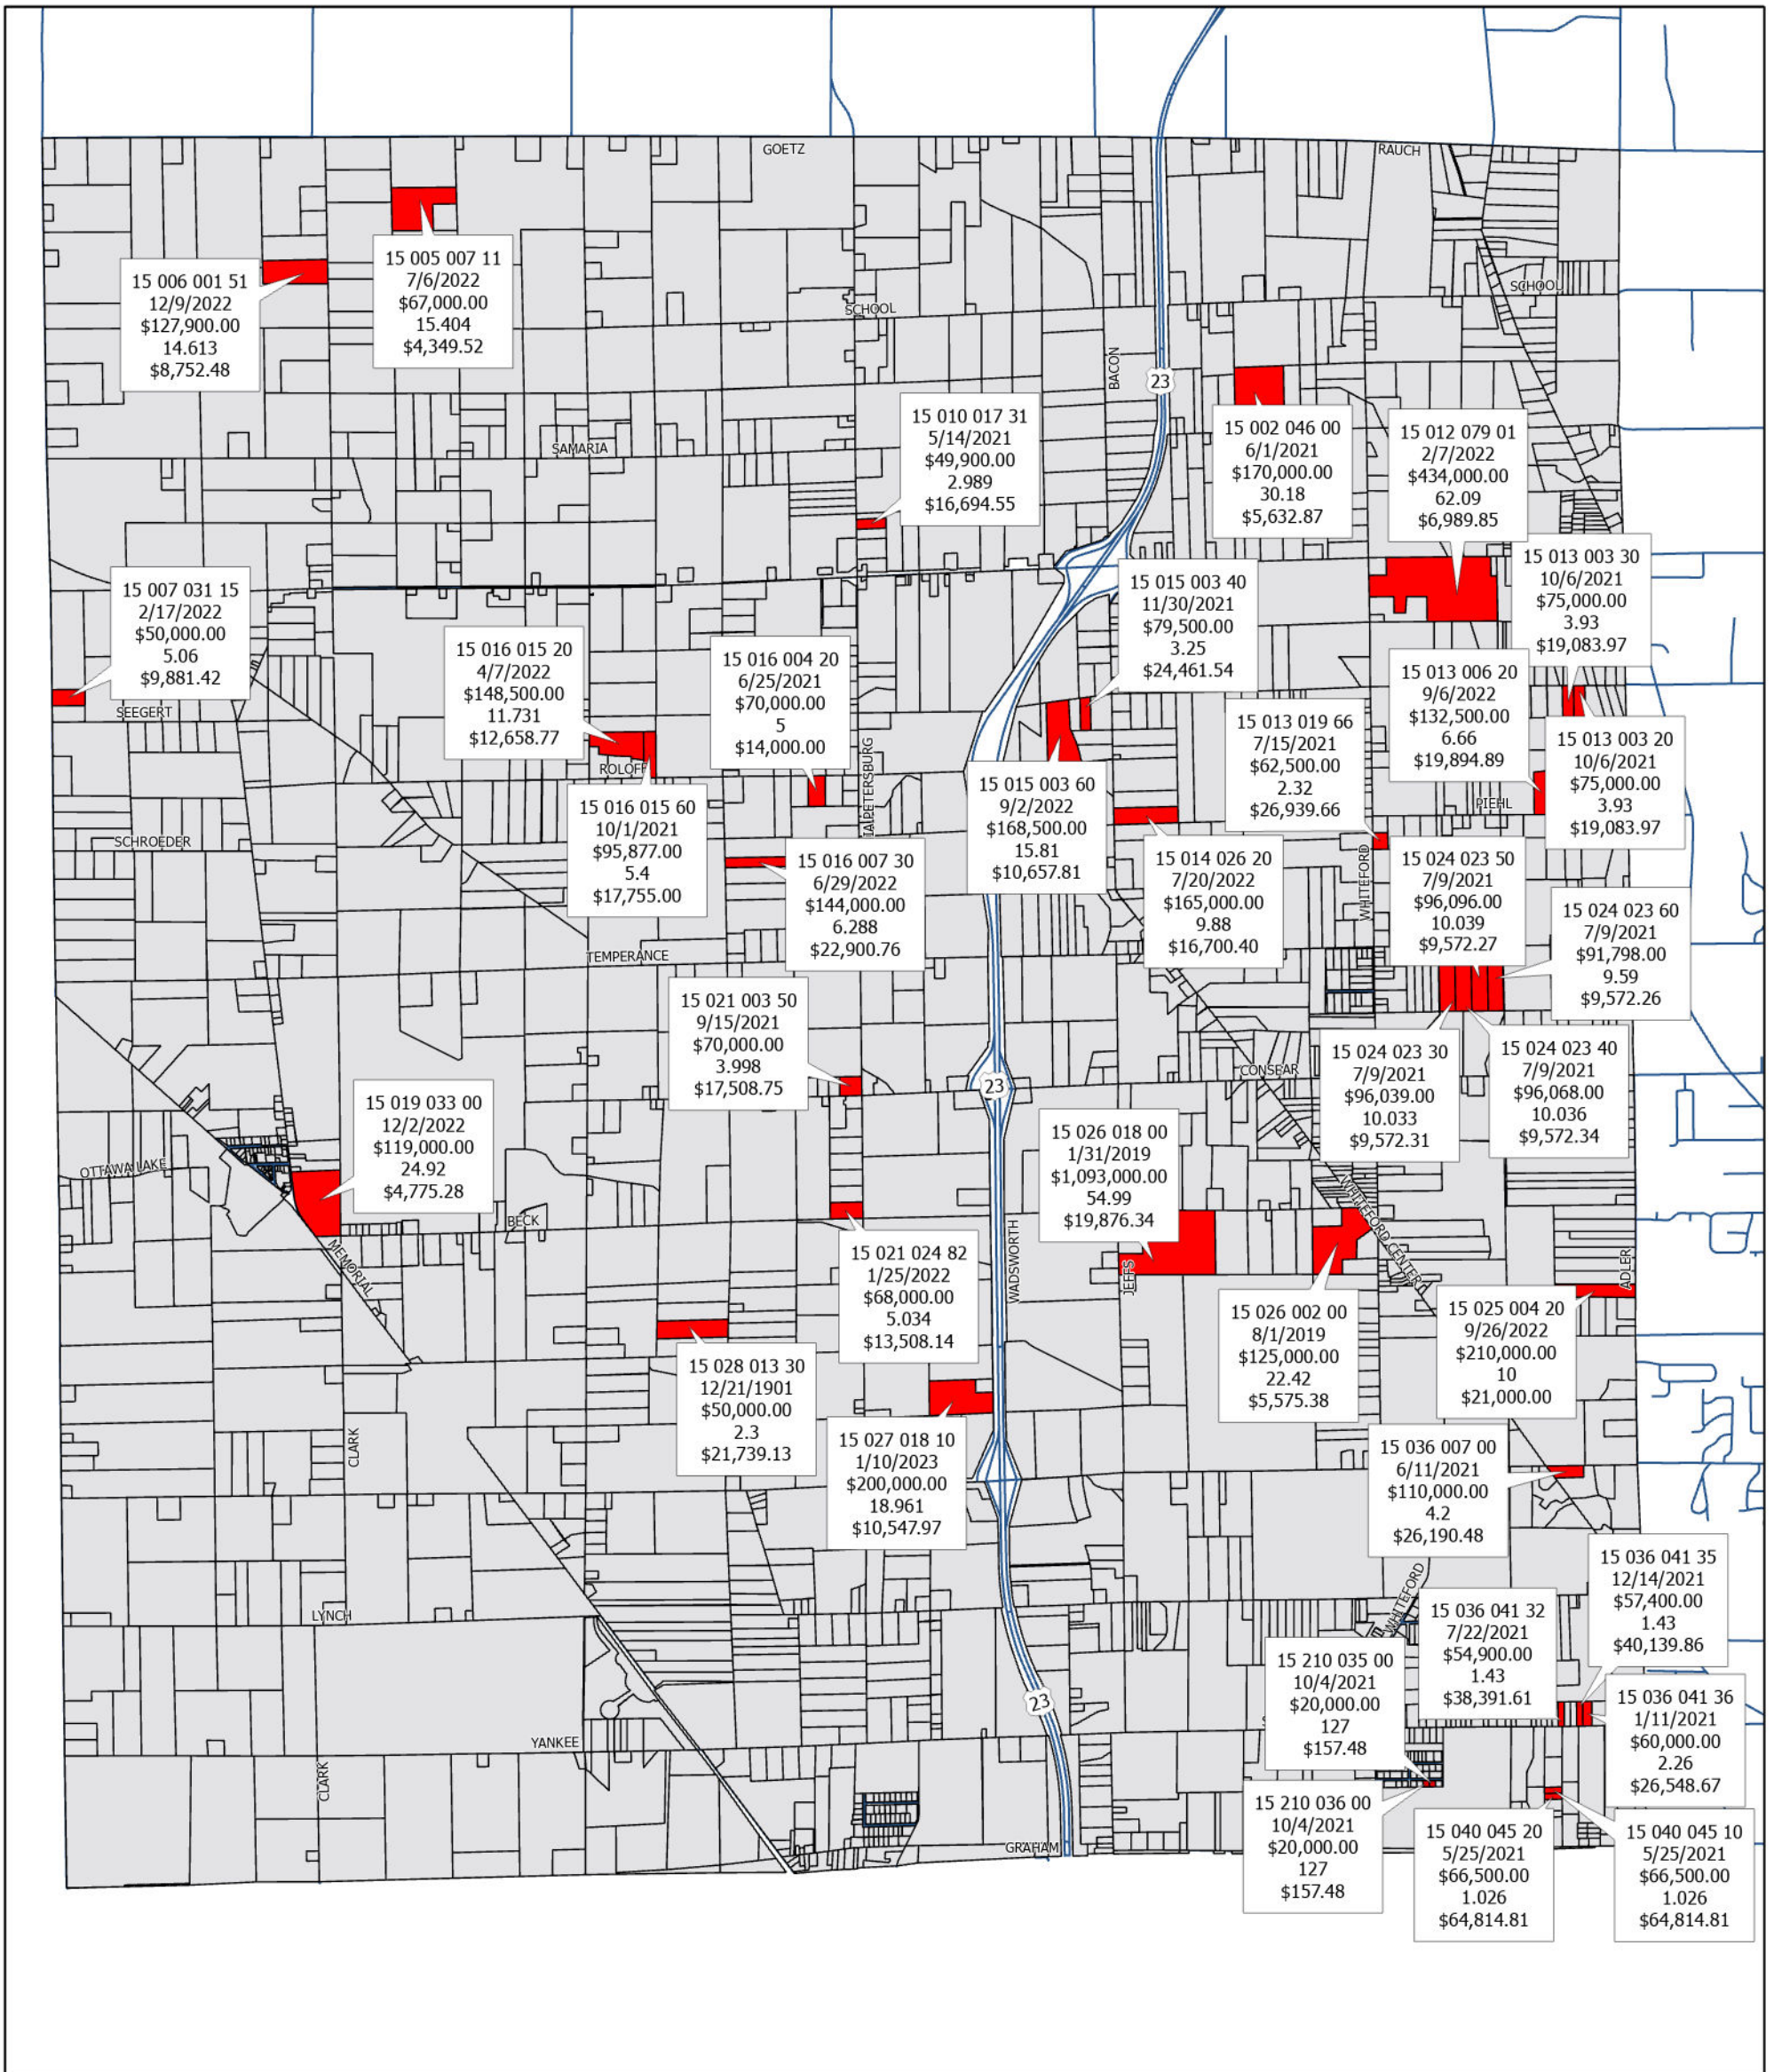 GOETZ
RAUCH
15 005 007 11
7/6/2022
$67,000.00
15.404
$4,349.52
15 006 001 51
12/9/2022
$127,900.00
14.613
$8,752.48
SCHOOL
SCHOOL
BACON
23
15 010 017 31
5/14/2021
$49,900.00
2.989
$16,694.55
15 002 046 00
6/1/2021
$170,000.00
30.18
$5,632.87
15 012 079 01
2/7/2022
$434,000.00
62.09
$6,989.85
SAMARIA
15 013 003 30
10/6/2021
$75,000.00
3.93
$19,083.97
15 007 031 15
2/17/2022
$50,000.00
5.06
$9,881.42
15 015 003 40
11/30/2021
$79,500.00
3.25
$24,461.54
15 016 015 20
4/7/2022
$148,500.00
11.731
$12,658.77
15 016 004 20
6/25/2021
$70,000.00
5
$14,000.00
15 013 006 20
9/6/2022
$132,500.00
6.66
$19,894.89
SEEGERT
15 013 019 66
7/15/2021
$62,500.00
2.32
$26,939.66
15 013 003 20
10/6/2021
$75,000.00
3.93
$19,083.97
ROLOFF
15 015 003 60
9/2/2022
$168,500.00
15.81
$10,657.81
15 016 015 60
10/1/2021
$95,877.00
5.4
$17,755.00
PIEHL
SCHROEDER
15 016 007 30
6/29/2022
$144,000.00
6.288
$22,900.76
15 014 026 20
7/20/2022
$165,000.00
9.88
$16,700.40
WHITEFORD
15 024 023 50
7/9/2021
$96,096.00
10.039
$9,572.27
15 024 023 60
7/9/2021
$91,798.00
9.59
$9,572.26
TEMPERANCE
15 021 003 50
9/15/2021
$70,000.00
3.998
$17,508.75
15 024 023 30
7/9/2021
$96,039.00
10.033
$9,572.31
15 024 023 40
7/9/2021
$96,068.00
10.036
$9,572.34
CONSEAR
23
15 019 033 00
12/2/2022
$119,000.00
24.92
$4,775.28
15 026 018 00
1/31/2019
$1,093,000.00
54.99
$19,876.34
OTTAWA LAKE
BECK
WHITEFORD CENTER
MEMORIAL
WADSWORTH
JEFFS
ADLER
15 021 024 82
1/25/2022
$68,000.00
5.034
$13,508.14
15 026 002 00
8/1/2019
$125,000.00
22.42
$5,575.38
15 025 004 20
9/26/2022
$210,000.00
10
$21,000.00
15 028 013 30
12/21/1901
$50,000.00
2.3
$21,739.13
15 027 018 10
1/10/2023
$200,000.00
18.961
$10,547.97
CLARK
15 036 007 00
6/11/2021
$110,000.00
4.2
$26,190.48
15 036 041 35
12/14/2021
$57,400.00
1.43
$40,139.86
LYNCH
WHITEFORD
15 036 041 32
7/22/2021
$54,900.00
1.43
$38,391.61
15 210 035 00
10/4/2021
$20,000.00
127
$157.48
15 036 041 36
1/11/2021
$60,000.00
2.26
$26,548.67
23
YANKEE
CLARK
15 210 036 00
10/4/2021
$20,000.00
127
$157.48
15 040 045 20
5/25/2021
$66,500.00
1.026
$64,814.81
15 040 045 10
5/25/2021
$66,500.00
1.026
$64,814.81
GRAHAM